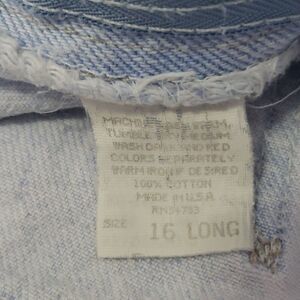 MACHINE WASH WARM,
TUMBLE DRY MEDIUM.
WASH DARK AND RED
COLORS SEPARATELY
WARM IRON IF DESIRED
100% COTTON
MADE IN U.S.A
RN54793
SIZE 16 LONG